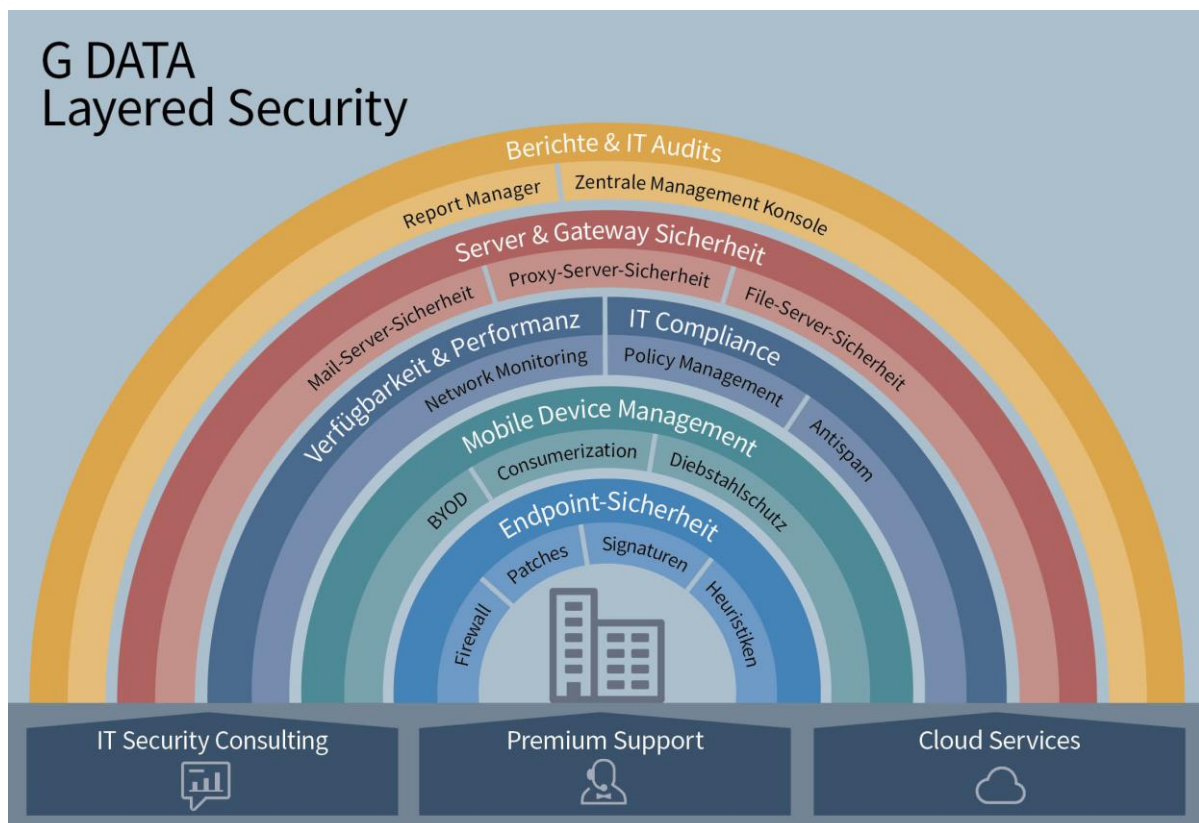 G DATA
Layered Security
Berichte & IT Audits
Report Manager
Zentrale Management Konsole
Server & Gateway Sicherheit
Mail-Server-Sicherheit
Proxy-Server-Sicherheit
File-Server-Sicherheit
Verfügbarkeit & Performanz
IT Compliance
Network Monitoring
Policy Management
Antispam
Mobile Device Management
BYOD
Consumerization
Diebstahlschutz
Endpoint-Sicherheit
Firewall
Patches
Signaturen
Heuristiken
IT Security Consulting
Premium Support
Cloud Services